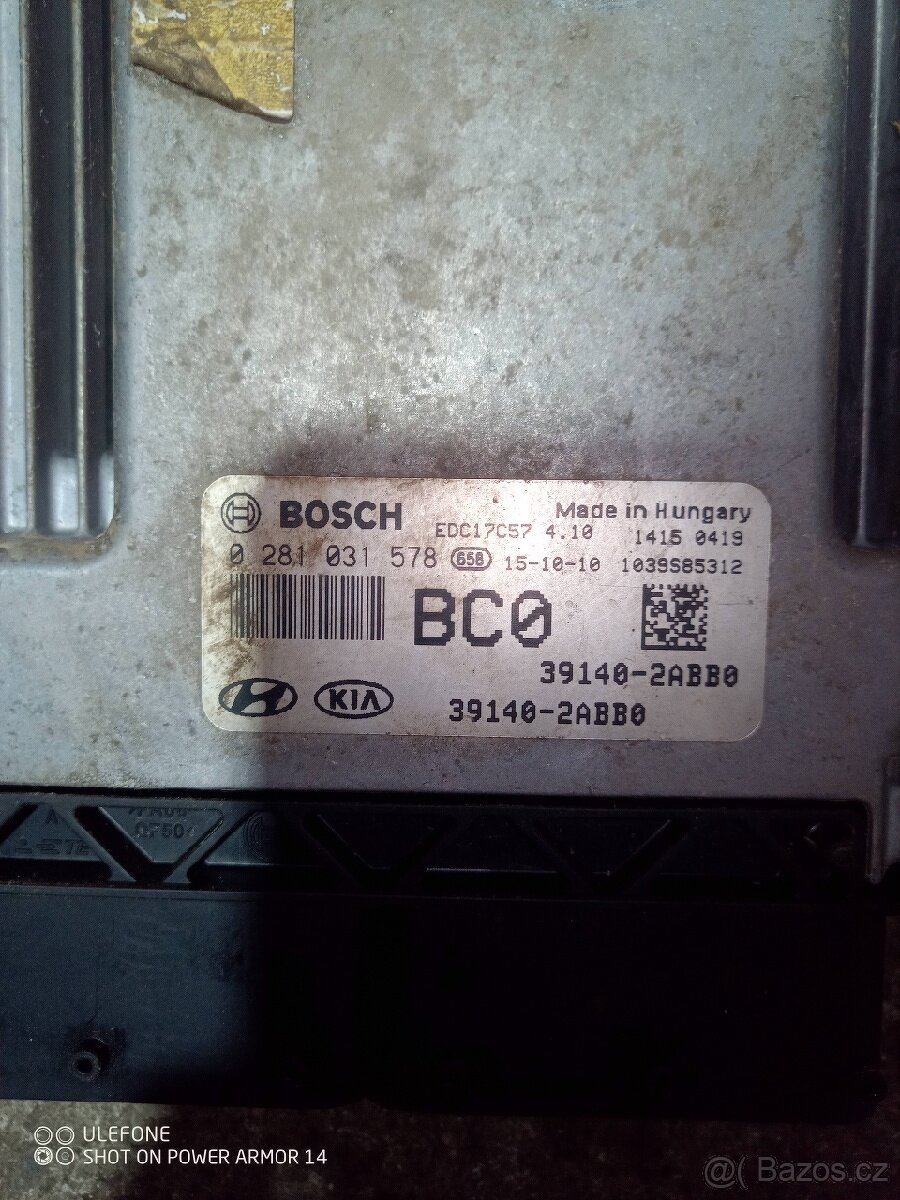 BOSCH
Made in Hungary
EDC17C57 4.10
1415 0419
0 281 031 578 65B 15-10-10 1039S85312
BC0
39140-2ABB0
KIA 39140-2ABB0
ULEFONE
SHOT ON POWER ARMOR 14
@( Bazos.cz